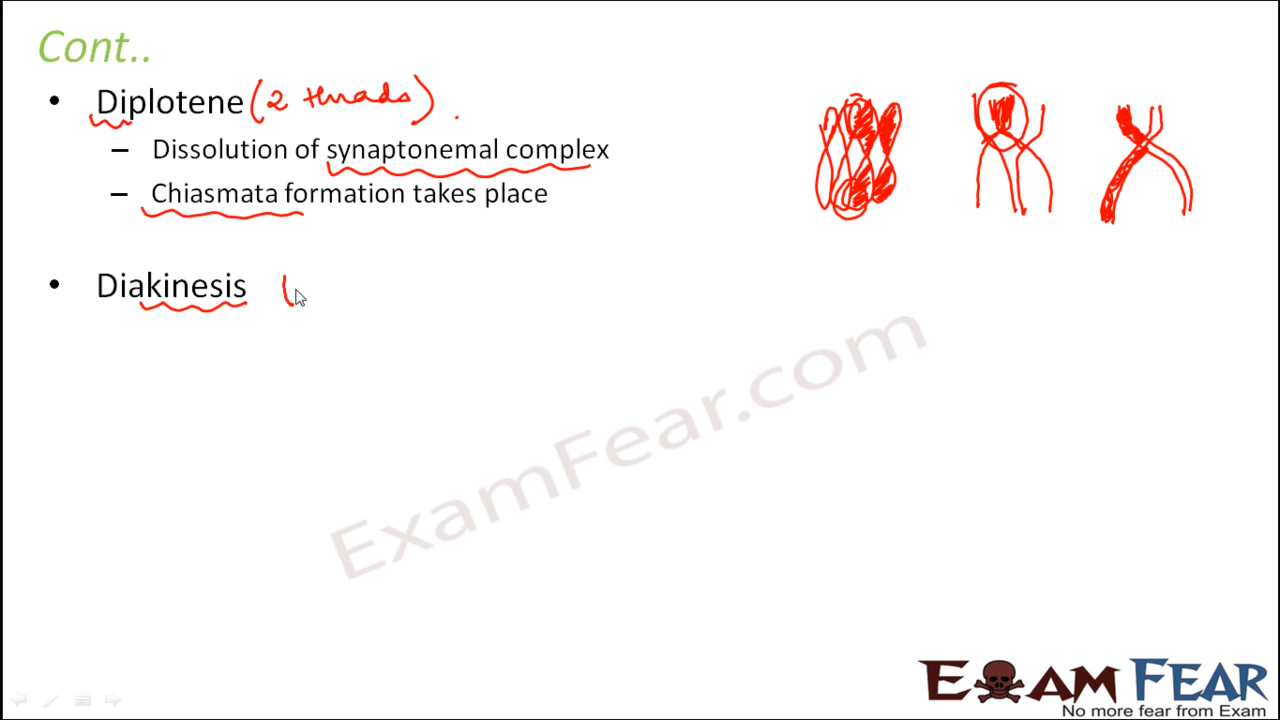 Cont..
• Diplotene (2 threads).
– Dissolution of synaptonemal complex
– Chiasmata formation takes place
• Diakinesis (
ExamFear.com
EXAM FEAR
No more fear from Exam